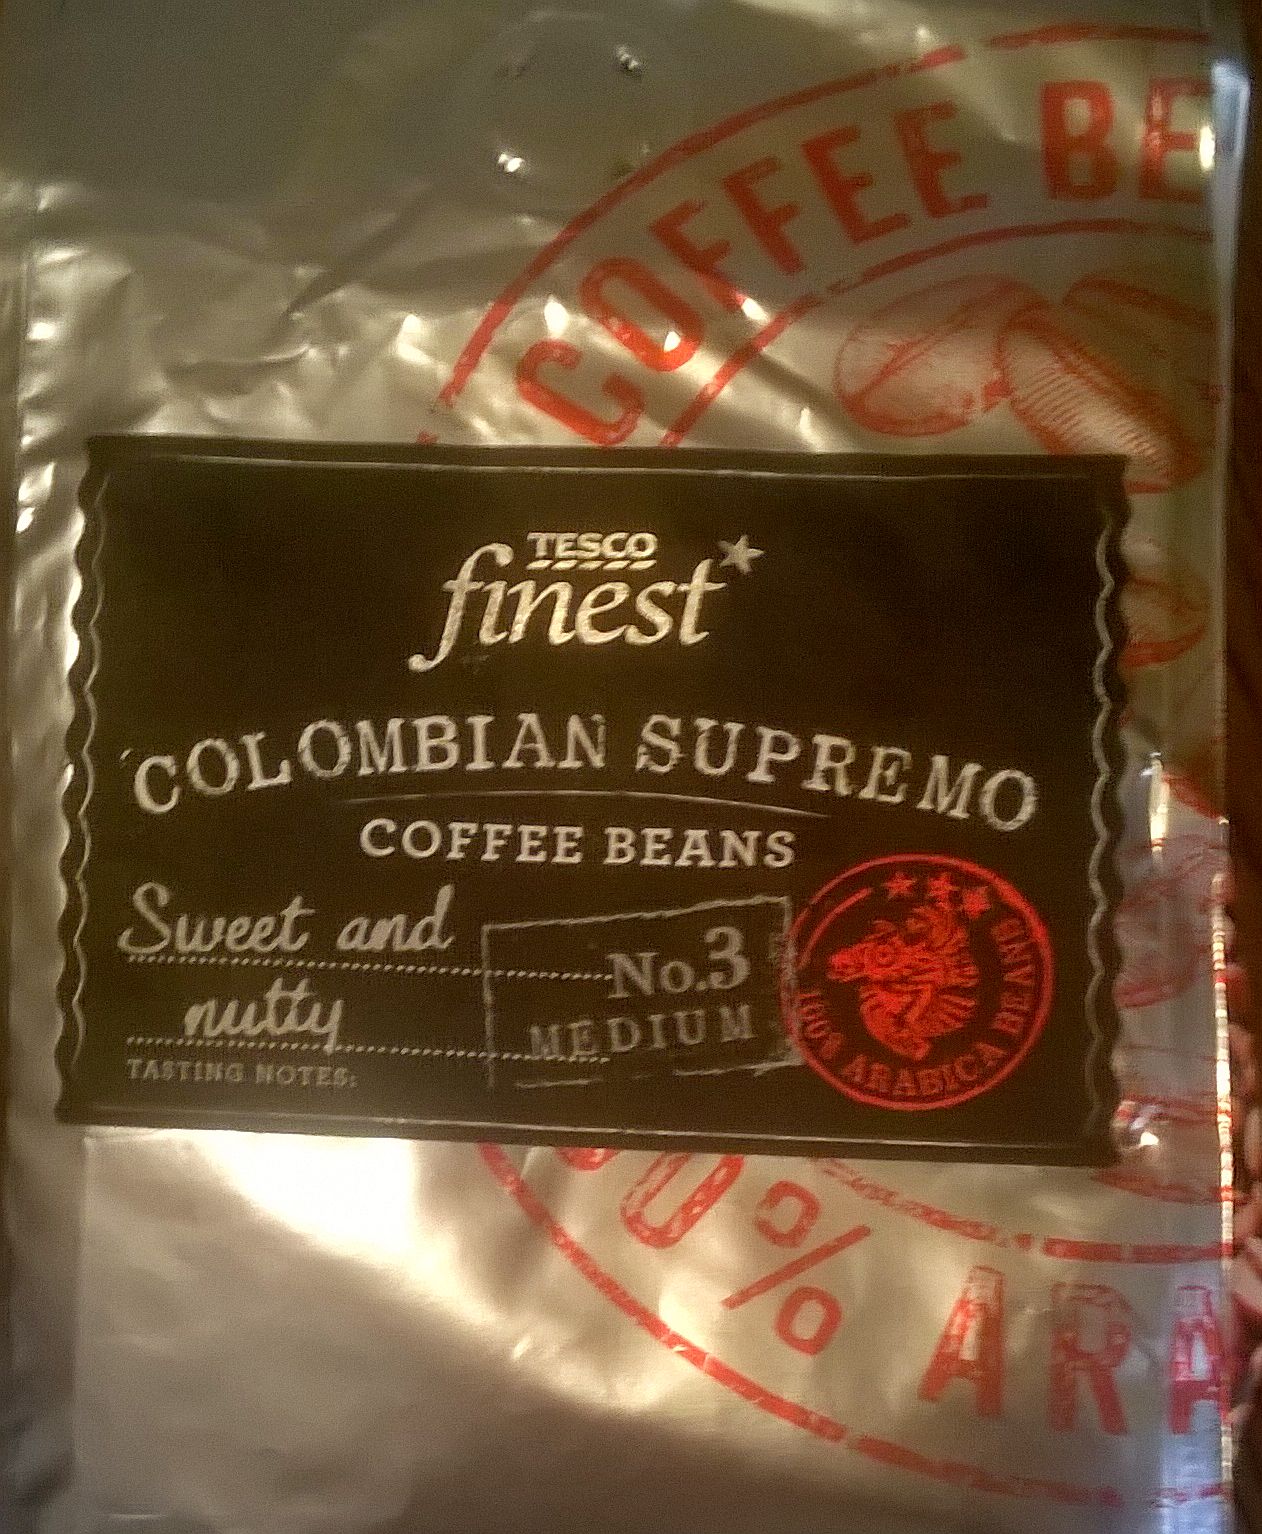 COFFEE BE
TESCO
finest
COLOMBIAN SUPREMO
COFFEE BEANS
Sweet and
nutty
TASTING NOTES:
No.3
MEDIUM
100% ARABICA BEANS
00% ARA